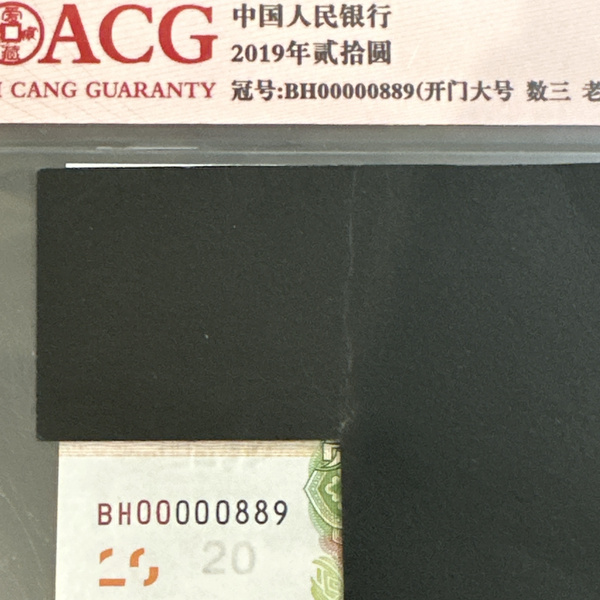 ACG
CANG GUARANTY
中国人民银行
2019年贰拾圆
冠号:BH00000889(开门大号 数三 老
BH00000889
20